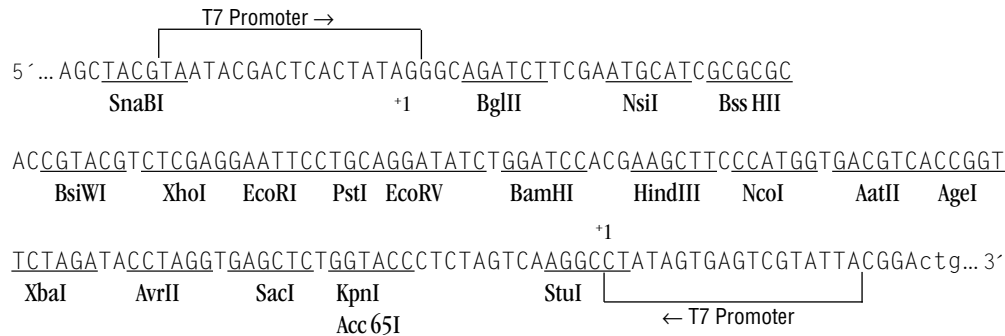 T7 Promoter →
5´... AGCTACGTAATACGACTCACTATAGGGCAGATCTTCGAATGCATCGCGCGC
SnaBI +1 BglII NsiI Bss HII
ACCGTACGTCTCGAGGAATTCCTGCAGGATATCTGGATCCACGAAGCTTCCCATGGTGACGTCACCGGT
BsiWI XhoI EcoRI PstI EcoRV BamHI HindIII NcoI AatII AgeI
+1
TCTAGATACCTAGGTGAGCTCTGGTACCCTCTAGTCAAGGCCTATAGTGAGTCGTATTACGGActg... 3´
XbaI AvrII SacI KpnI StuI
← T7 Promoter
Acc 65I